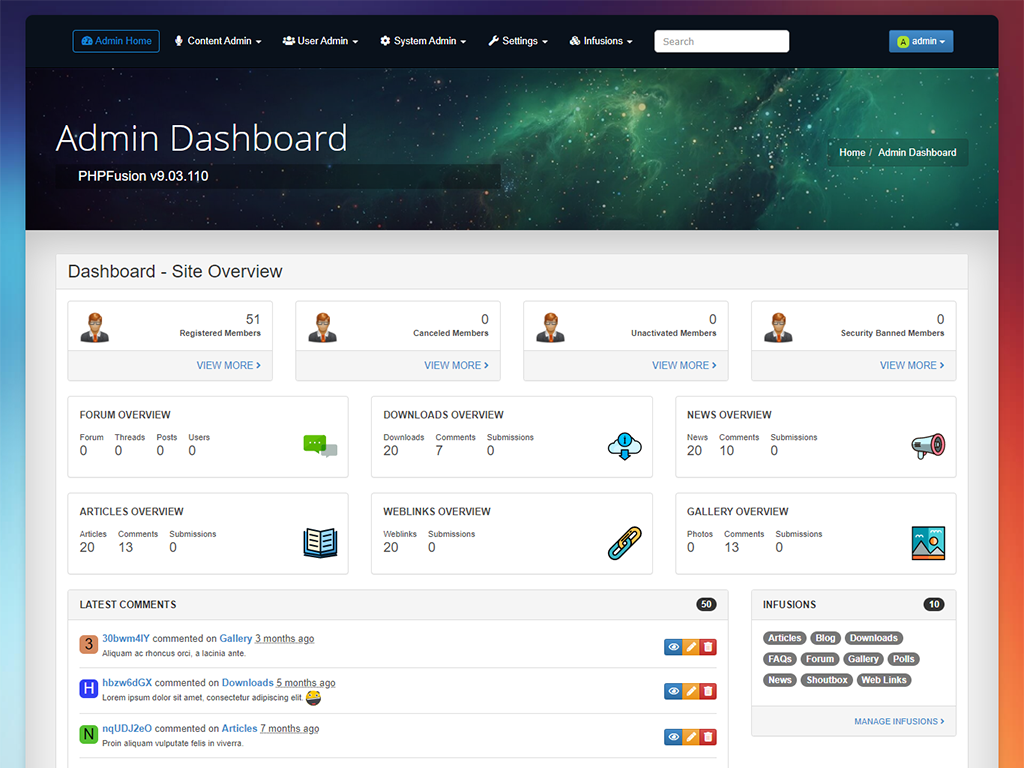 Admin Home Content Admin User Admin System Admin Settings Infusions Search A admin
Admin Dashboard
Home / Admin Dashboard
PHPFusion v9.03.110
Dashboard - Site Overview
51
Registered Members
VIEW MORE
0
Canceled Members
VIEW MORE
0
Unactivated Members
VIEW MORE
0
Security Banned Members
VIEW MORE
FORUM OVERVIEW
Forum Threads Posts Users
0 0 0 0
DOWNLOADS OVERVIEW
Downloads Comments Submissions
20 7 0
NEWS OVERVIEW
News Comments Submissions
20 10 0
ARTICLES OVERVIEW
Articles Comments Submissions
20 13 0
WEBLINKS OVERVIEW
Weblinks Submissions
20 0
GALLERY OVERVIEW
Photos Comments Submissions
0 13 0
LATEST COMMENTS 50
3 30bwm4IY commented on Gallery 3 months ago
Aliquam ac rhoncus orci, a lacinia ante.
H hbzw6dGX commented on Downloads 5 months ago
Lorem ipsum dolor sit amet, consectetur adipiscing elit.
N nqUDJ2eO commented on Articles 7 months ago
Proin aliquam vulputate felis in viverra.
INFUSIONS 10
Articles Blog Downloads
FAQs Forum Gallery Polls
News Shoutbox Web Links
MANAGE INFUSIONS